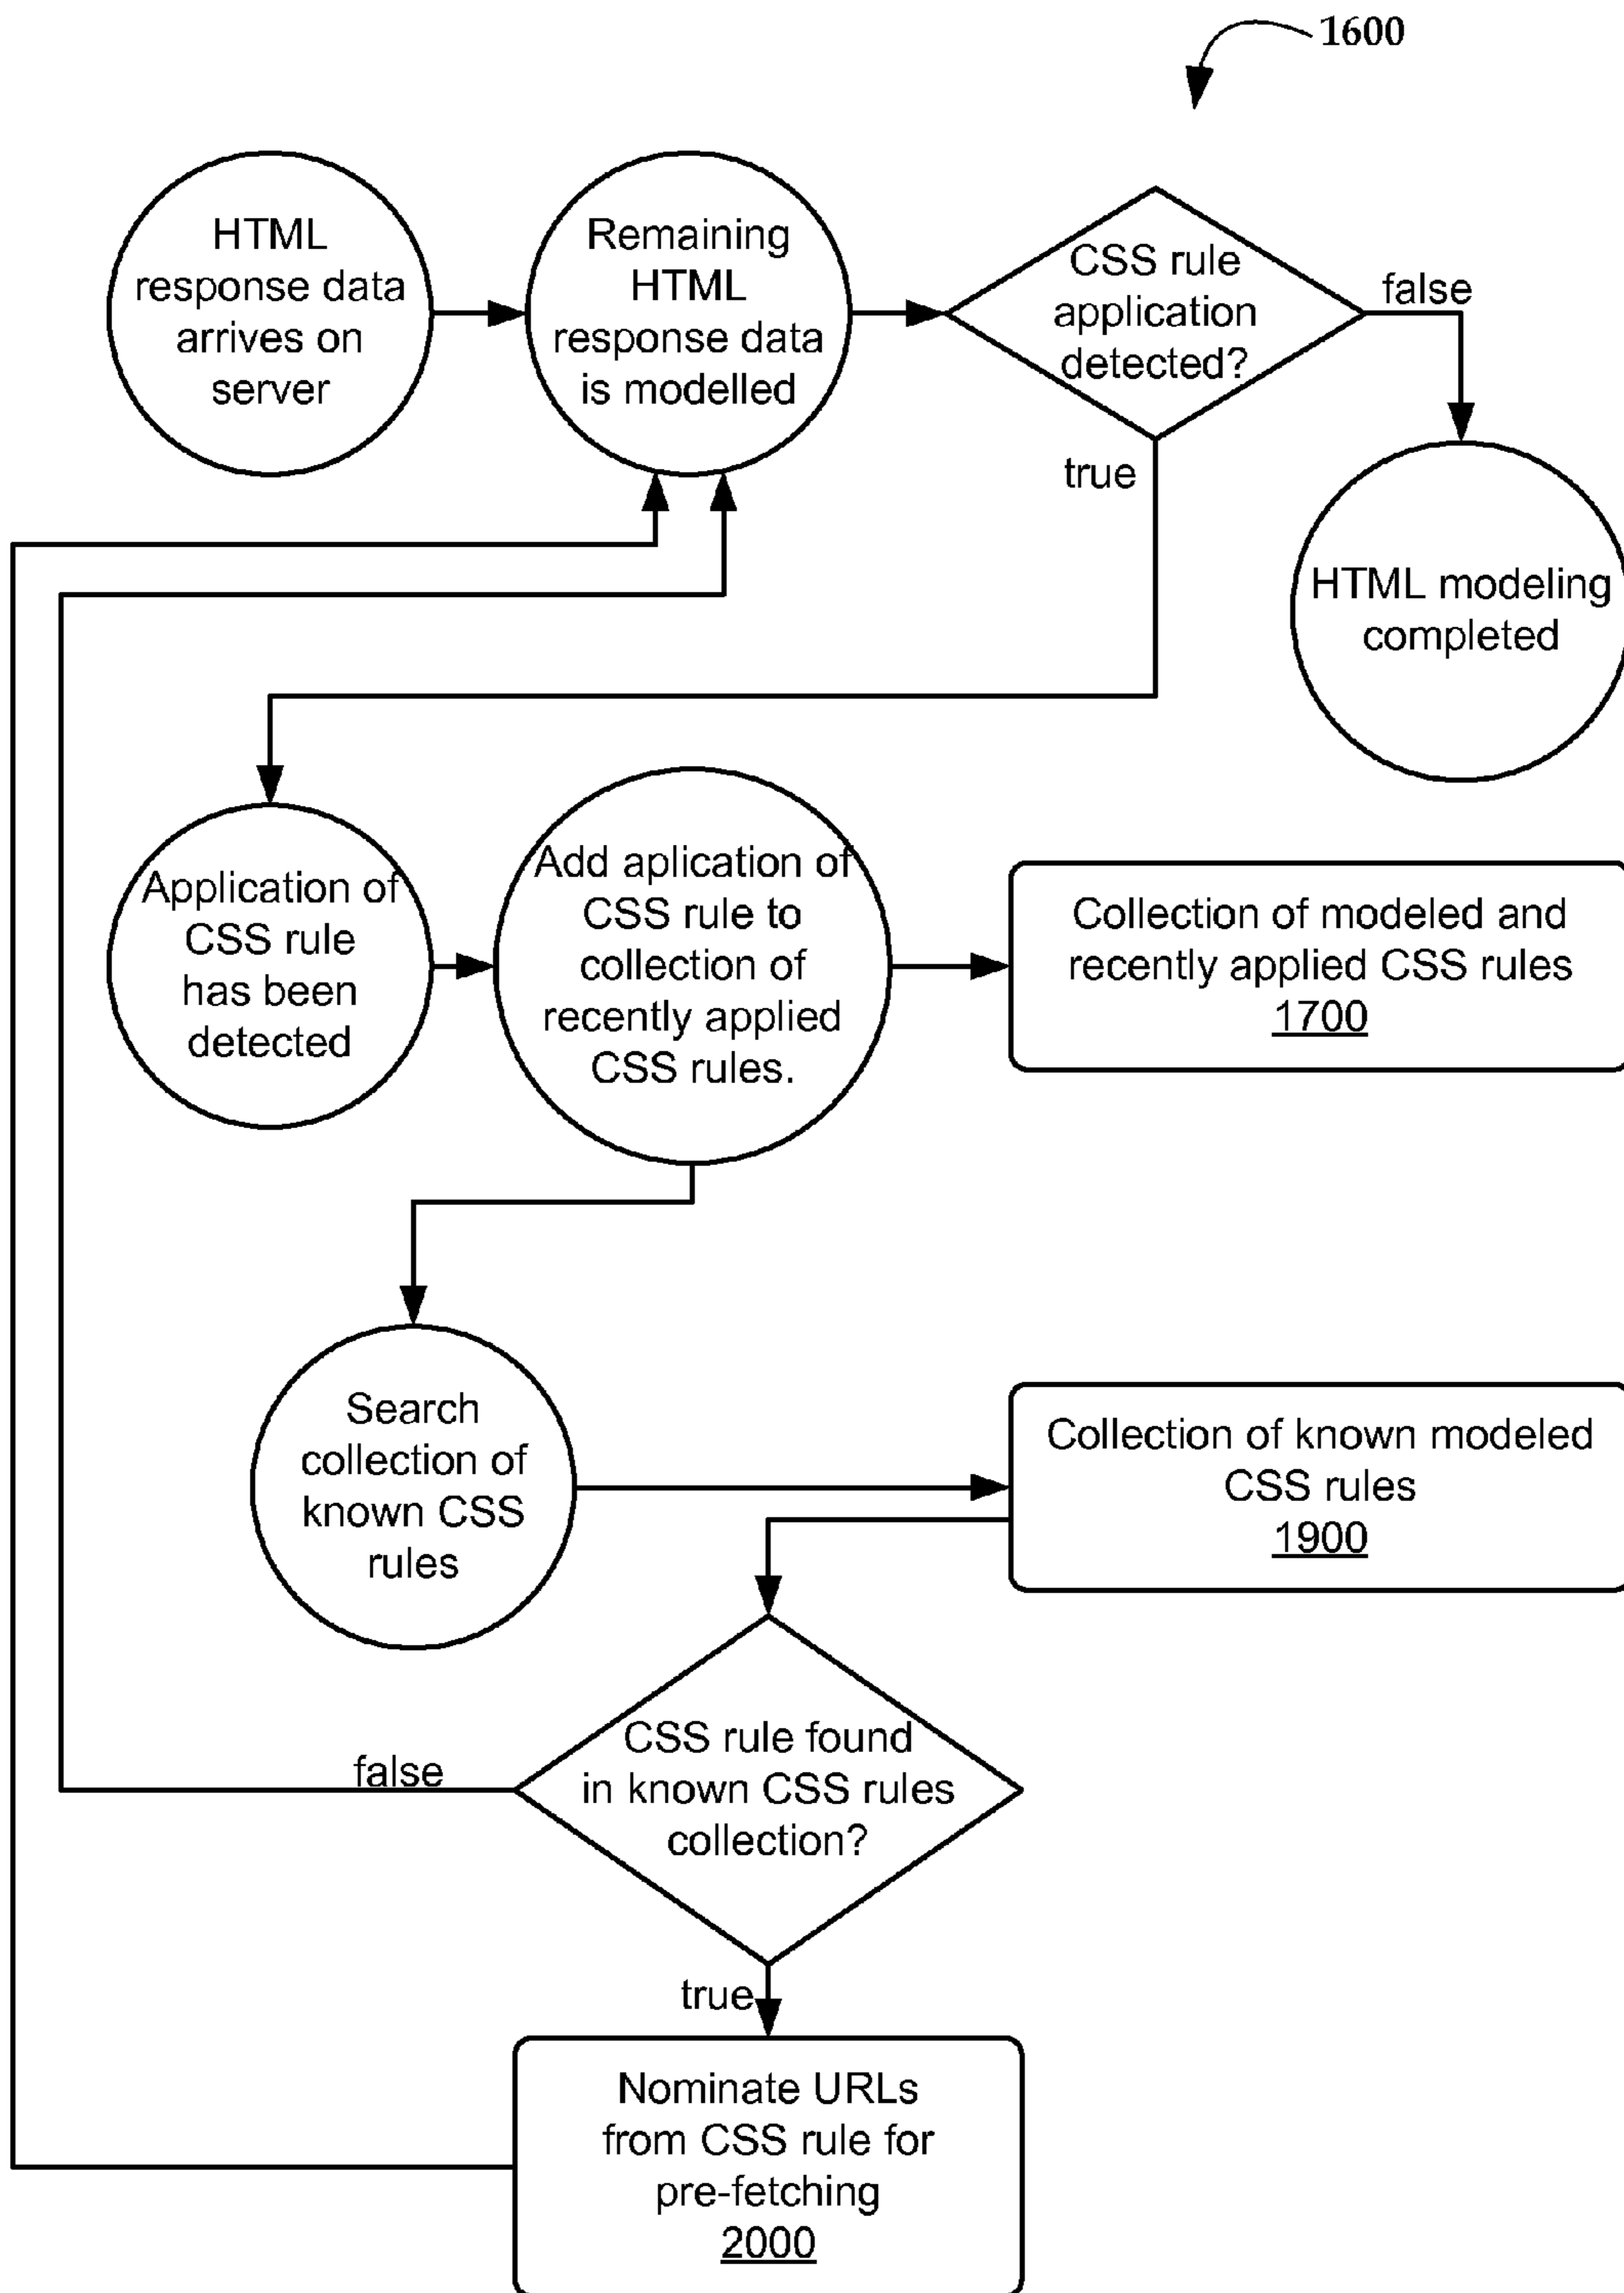 1600
HTML
response data
arrives on
server
Remaining
HTML
response data
is modelled
CSS rule
application
detected?
false
true
HTML modeling
completed
Application of
CSS rule
has been
detected
Add aplication of
CSS rule to
collection of
recently applied
CSS rules.
Collection of modeled and
recently applied CSS rules
1700
Search
collection of
known CSS
rules
Collection of known modeled
CSS rules
1900
CSS rule found
in known CSS rules
collection?
false
true
Nominate URLs
from CSS rule for
pre-fetching
2000